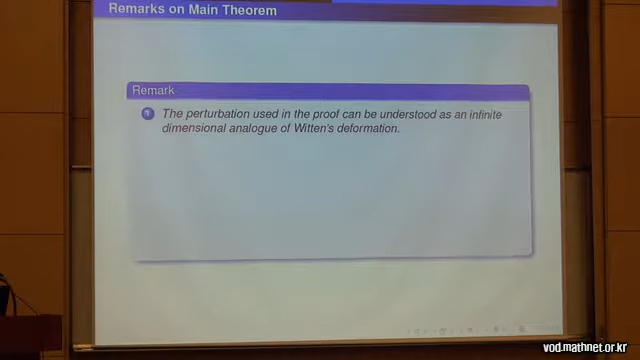 Remarks on Main Theorem
Remark
1 The perturbation used in the proof can be understood as an infinite
dimensional analogue of Witten's deformation.
vod.mathnet.or.kr